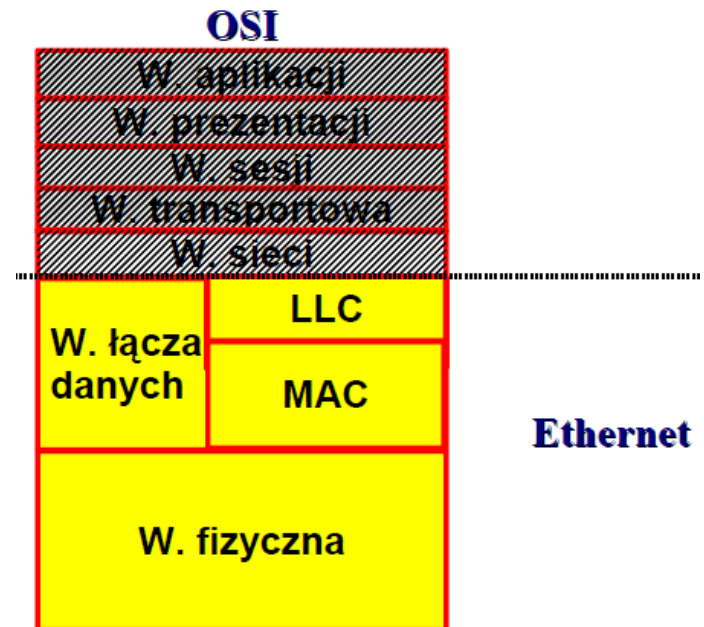 OSI
W. aplikacji
W. prezentacji
W. sesji
W. transportowa
W. sieci
W. łącza
danych
LLC
MAC
Ethernet
W. fizyczna